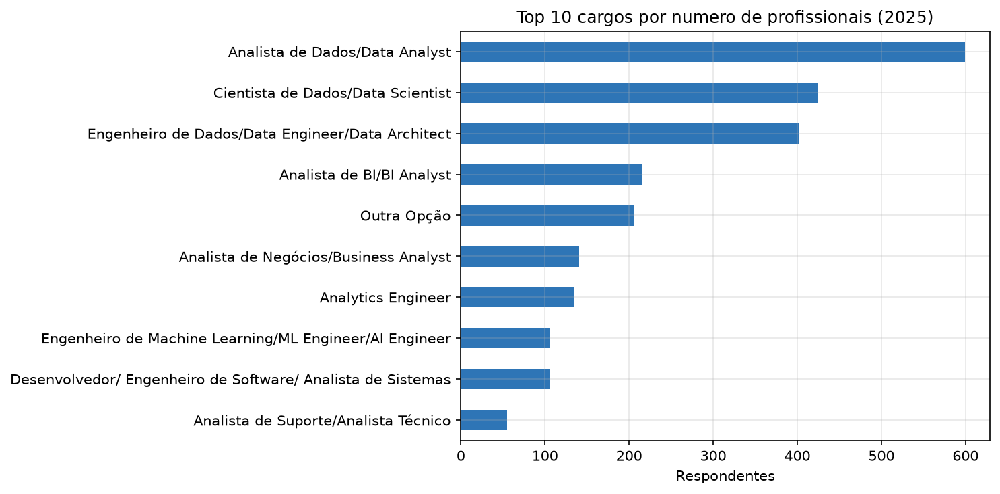 Top 10 cargos por numero de profissionais (2025)
Analista de Dados/Data Analyst
Cientista de Dados/Data Scientist
Engenheiro de Dados/Data Engineer/Data Architect
Analista de BI/BI Analyst
Outra Opção
Analista de Negócios/Business Analyst
Analytics Engineer
Engenheiro de Machine Learning/ML Engineer/AI Engineer
Desenvolvedor/ Engenheiro de Software/ Analista de Sistemas
Analista de Suporte/Analista Técnico
0 100 200 300 400 500 600
Respondentes